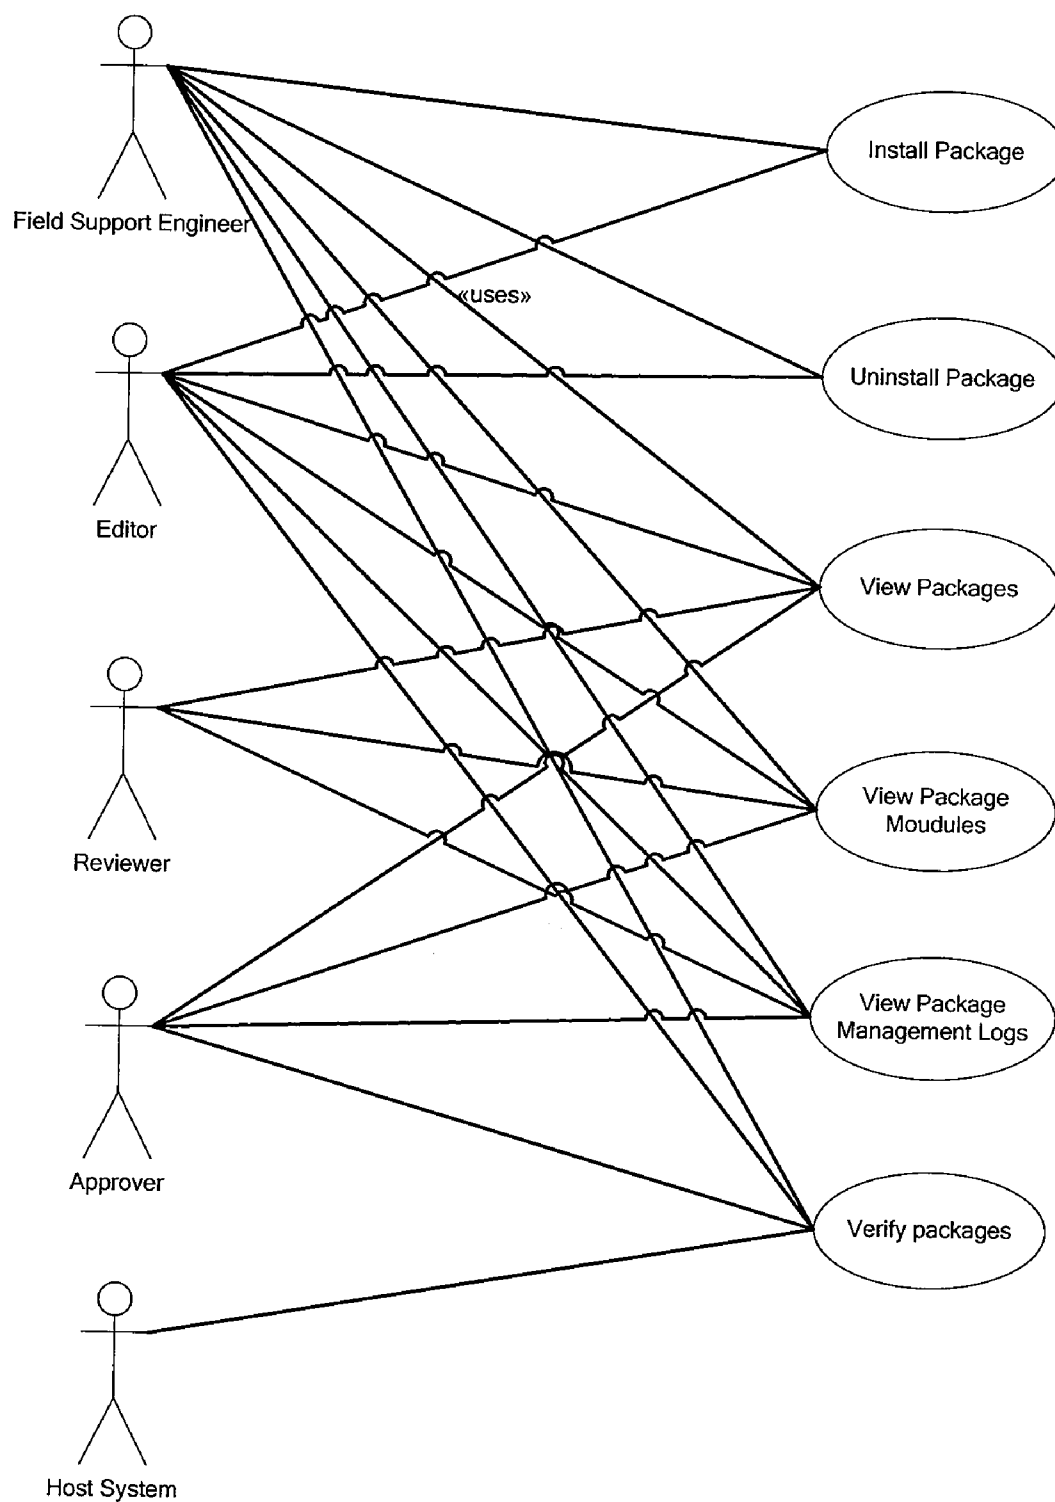 Install Package
Field Support Engineer
«uses»
Uninstall Package
Editor
View Packages
View Package
Moudules
Reviewer
View Package
Management Logs
Approver
Verify packages
Host System